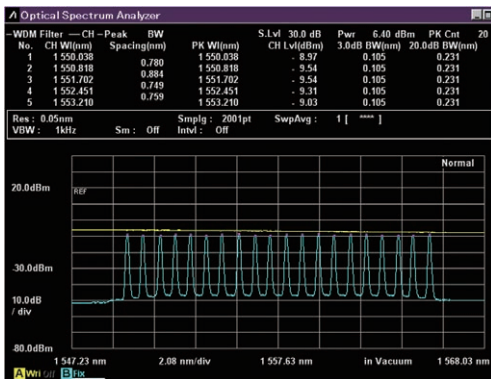 Optical Spectrum Analyzer
WDM Filter — CH - Peak BW S.Lvl 30.0 dB Pwr 6.40 dBm PK Cnt 20
No. CH Wl(nm) Spacing(nm) PK Wl(nm) CH Lvl(dBm) 3.0dB BW(nm) 20.0dB BW(nm)
1 1 550.038 0.780 1 550.038 - 8.97 0.105 0.231
2 1 550.818 0.884 1 550.818 - 9.54 0.105 0.231
3 1 551.702 0.749 1 551.702 - 9.54 0.105 0.231
4 1 552.451 0.759 1 552.451 - 9.31 0.105 0.231
5 1 553.210 1 553.210 - 9.03 0.105 0.231
Res : 0.05nm Smplg : 2001pt SwpAvg : 1 [ **** ]
VBW : 1kHz Sm : Off Intvl : Off
Normal
20.0dBm
REF
-30.0dBm
10.0dB
/ div
-80.0dBm
1 547.23 nm 2.08 nm/div 1 557.63 nm in Vacuum 1 568.03 nm
A Wri Off B Fix